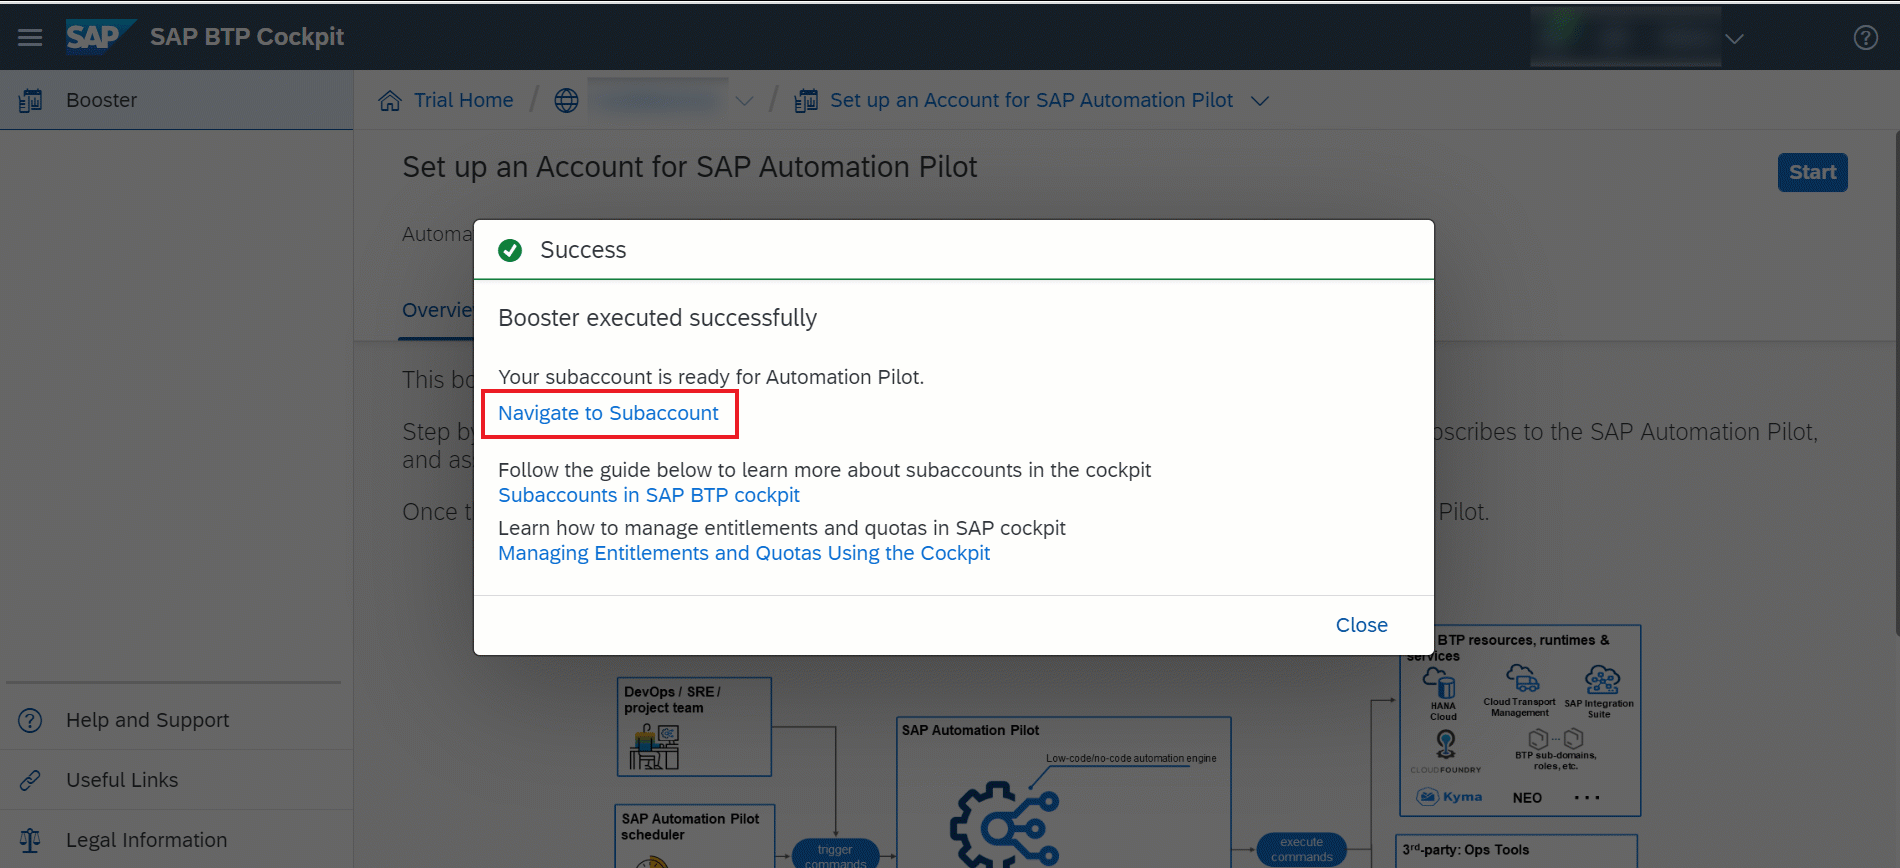 SAP SAP BTP Cockpit
Booster
Trial Home / / Set up an Account for SAP Automation Pilot
Set up an Account for SAP Automation Pilot
Start
Automa
Overvie
Success
Booster executed successfully
Your subaccount is ready for Automation Pilot.
Navigate to Subaccount
Follow the guide below to learn more about subaccounts in the cockpit
Subaccounts in SAP BTP cockpit
Learn how to manage entitlements and quotas in SAP cockpit
Managing Entitlements and Quotas Using the Cockpit
Close
This bo
Step by
bscribes to the SAP Automation Pilot,
and as
Once t
Pilot.
DevOps / SRE /
project team
SAP Automation Pilot
scheduler
trigger
commands
SAP Automation Pilot
Low-code/no-code automation engine
execute
commands
BTP resources, runtimes &
services
HANA
Cloud
Cloud Transport
Management
SAP Integration
Suite
CLOUDFOUNDRY
BTP sub-domains,
roles, etc.
Kyma
NEO
...
3rd-party: Ops Tools
Help and Support
Useful Links
Legal Information